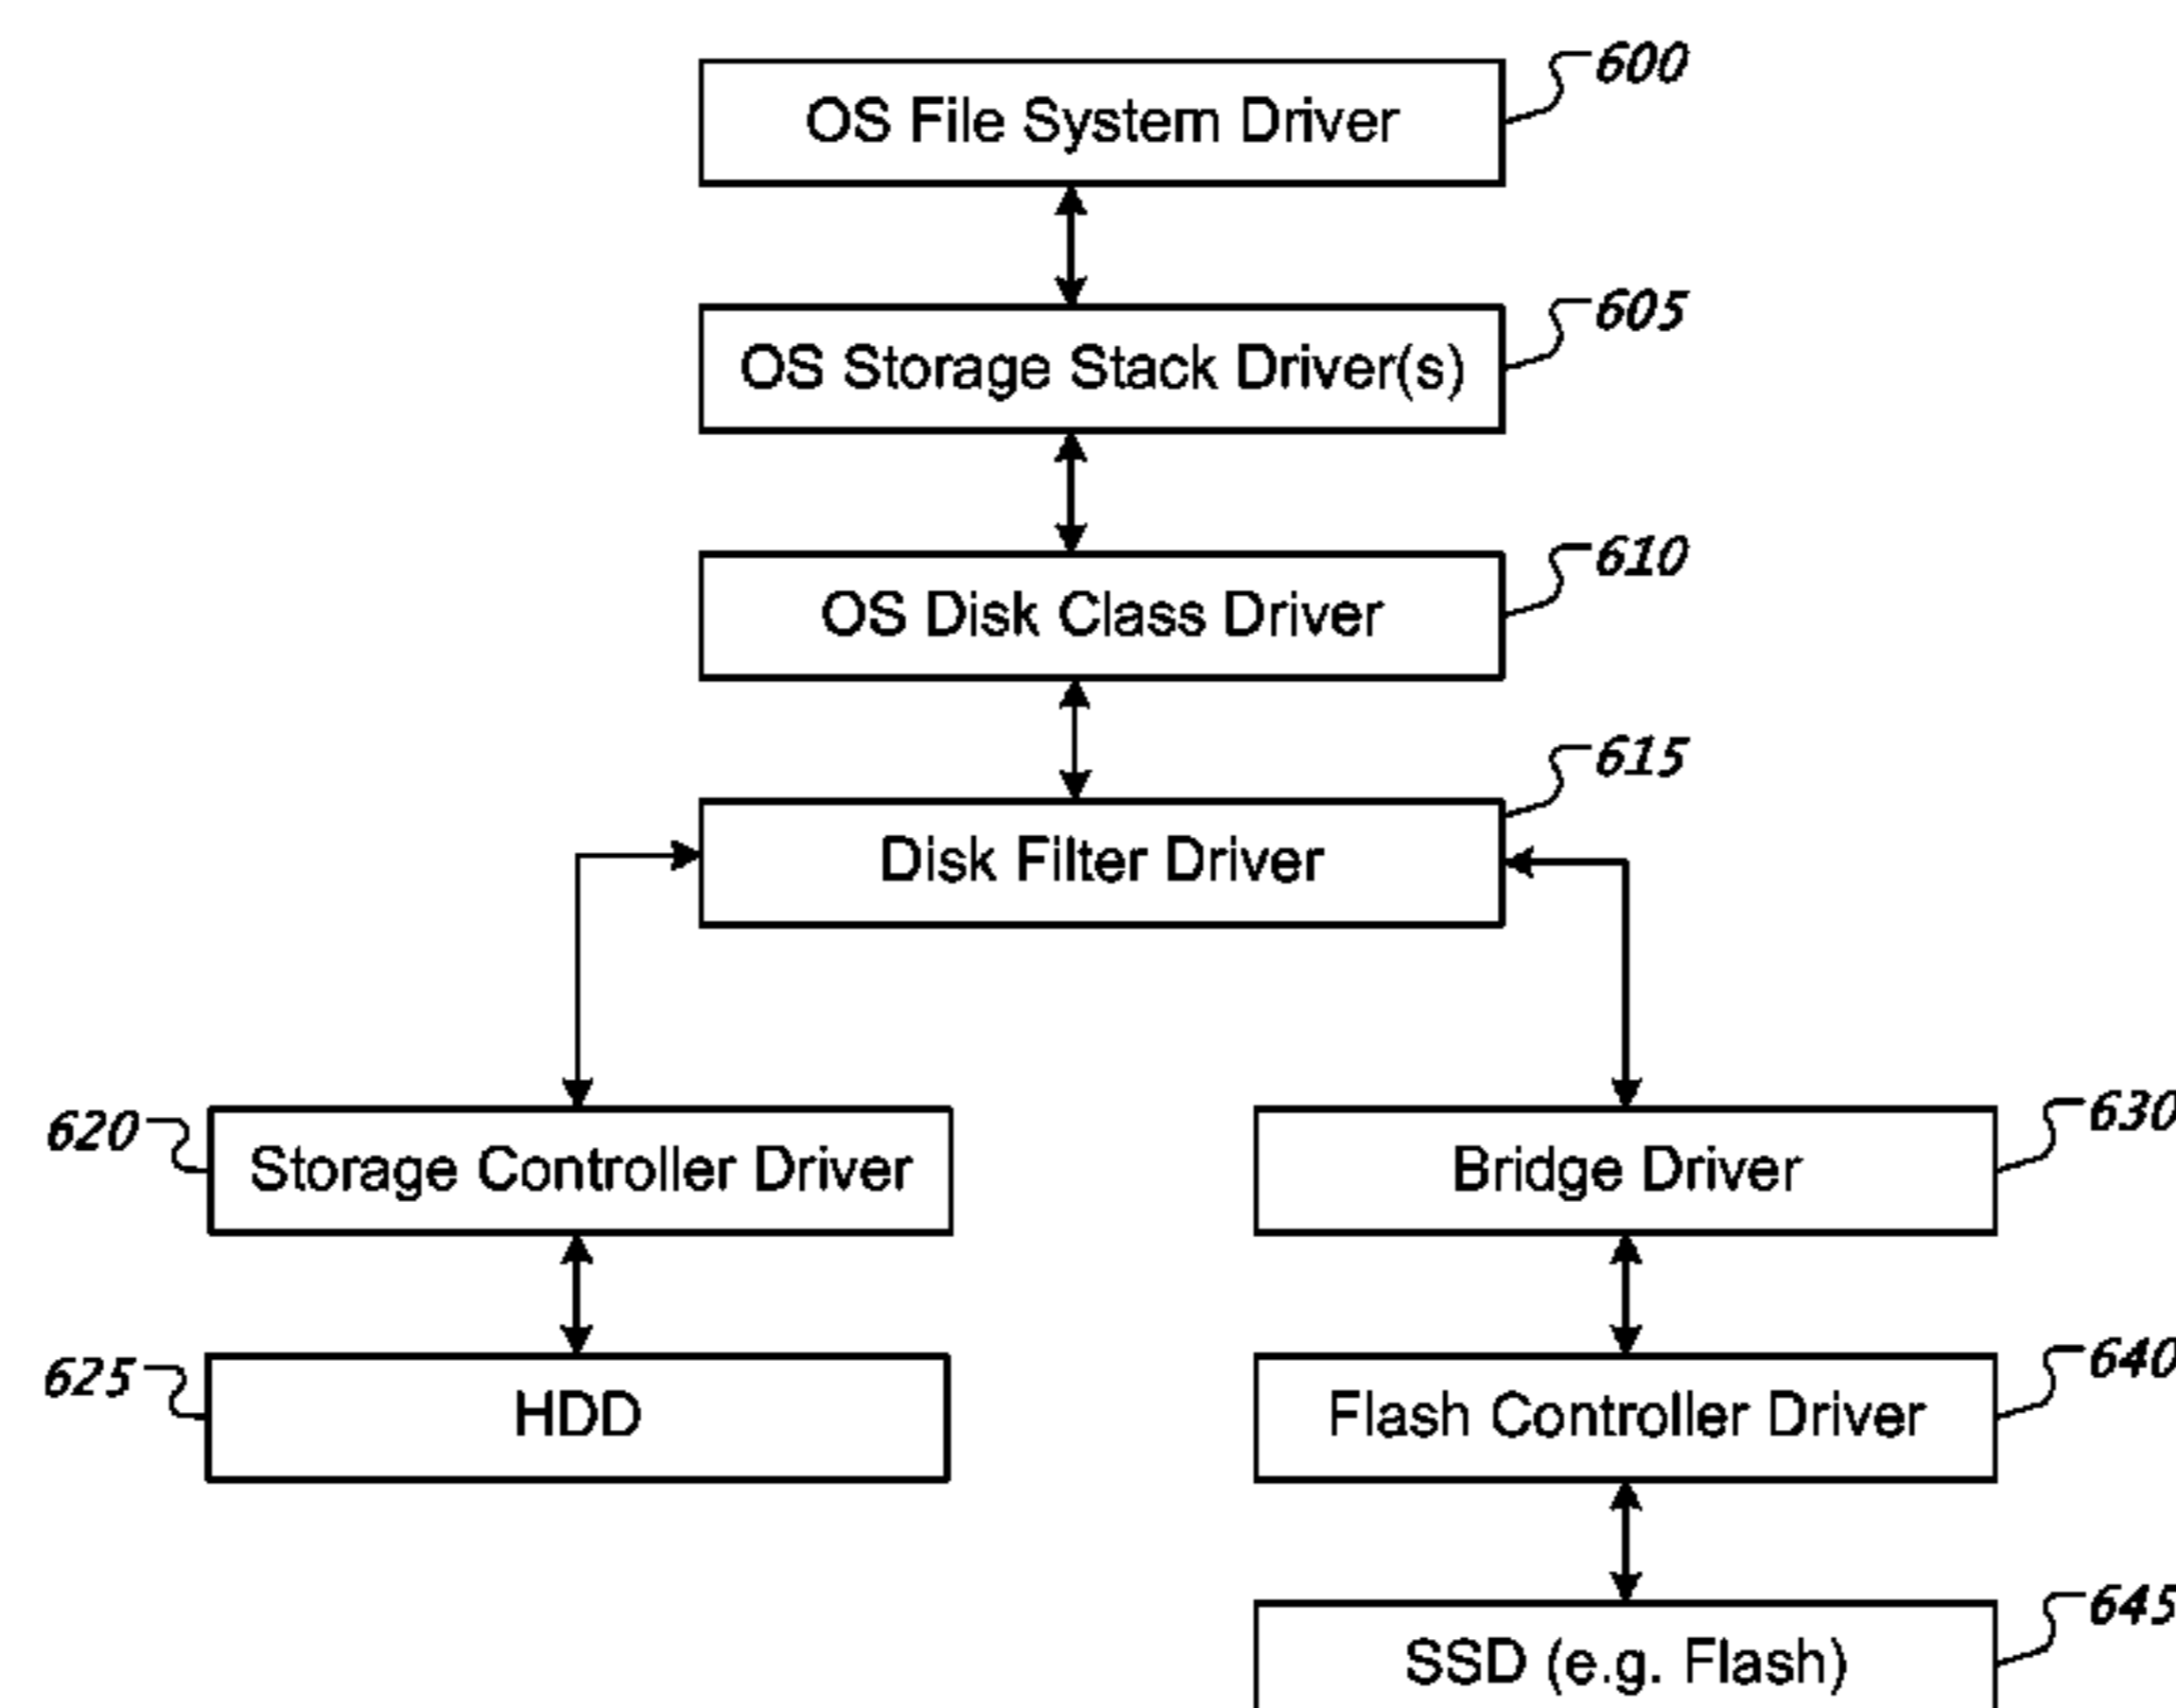 OS File System Driver
600
OS Storage Stack Driver(s)
605
OS Disk Class Driver
610
Disk Filter Driver
615
620
Storage Controller Driver
Bridge Driver
630
625
HDD
Flash Controller Driver
640
SSD (e.g. Flash)
645